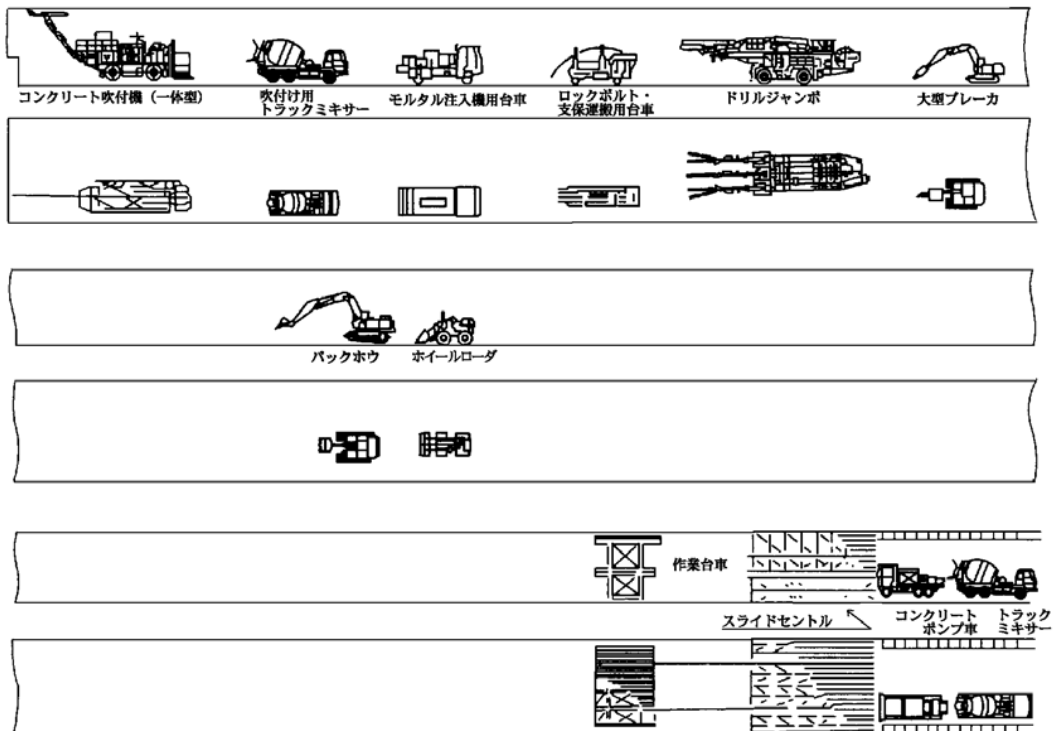 コンクリート吹付機（一体型）
吹付け用
トラックミキサー
モルタル注入機用台車
ロックボルト・
支保運搬用台車
ドリルジャンボ
大型ブレーカ
バックホウ
ホイールローダ
作業台車
スライドセントル
コンクリート
ポンプ車
トラック
ミキサー